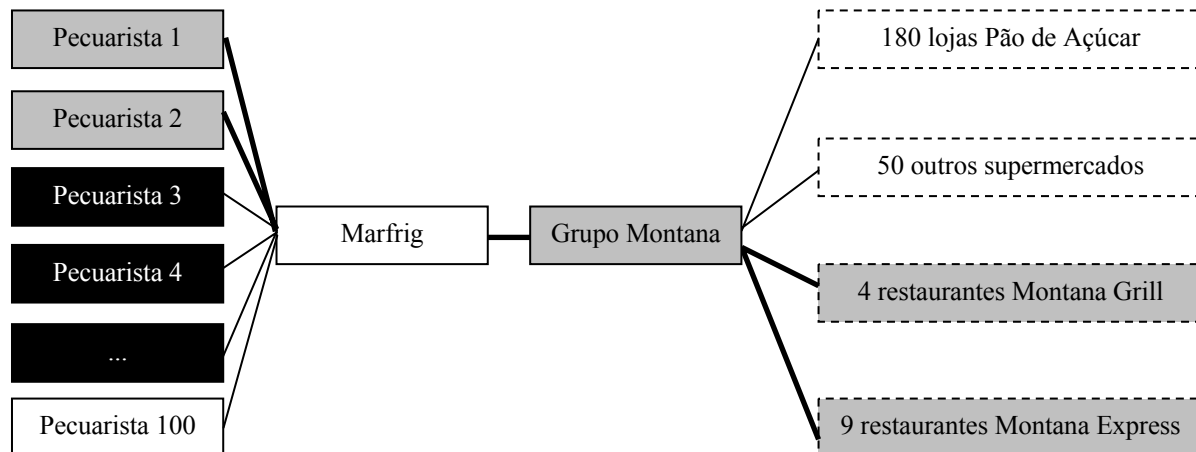 Pecuarista 1
180 lojas Pão de Açúcar
Pecuarista 2
50 outros supermercados
Pecuarista 3
Marfrig
Grupo Montana
Pecuarista 4
4 restaurantes Montana Grill
...
Pecuarista 100
9 restaurantes Montana Express